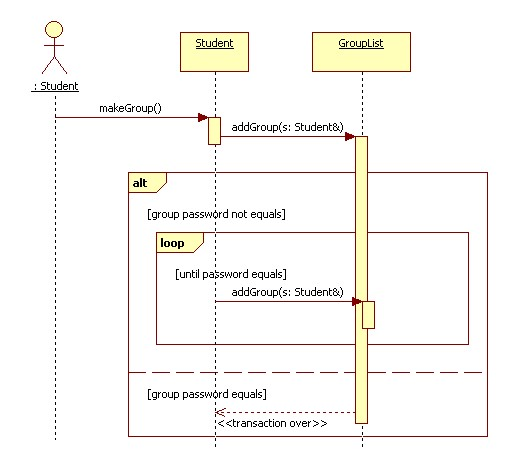 Student
GroupList
: Student
makeGroup()
addGroup(s: Student&)
alt
[group password not equals]
loop
[until password equals]
addGroup(s: Student&)
[group password equals]
<<transaction over>>